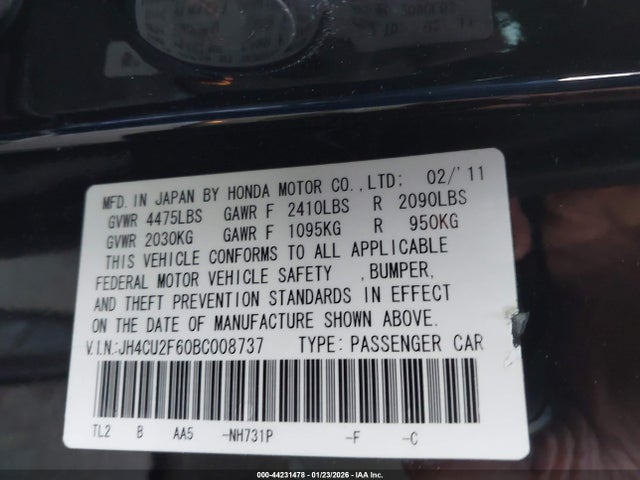 MFD. IN JAPAN BY HONDA MOTOR CO.,LTD; 02/'11
GVWR 4475LBS GAWR F 2410LBS R 2090LBS
GVWR 2030KG GAWR F 1095KG R 950KG
THIS VEHICLE CONFORMS TO ALL APPLICABLE
FEDERAL MOTOR VEHICLE SAFETY ,BUMPER,
AND THEFT PREVENTION STANDARDS IN EFFECT
ON THE DATE OF MANUFACTURE SHOWN ABOVE.
V.I.N.:JH4CU2F60BC008737 TYPE: PASSENGER CAR
TL2 B AA5 -NH731P -F -C
000-44231478 - 01/23/2026 - IAA Inc.